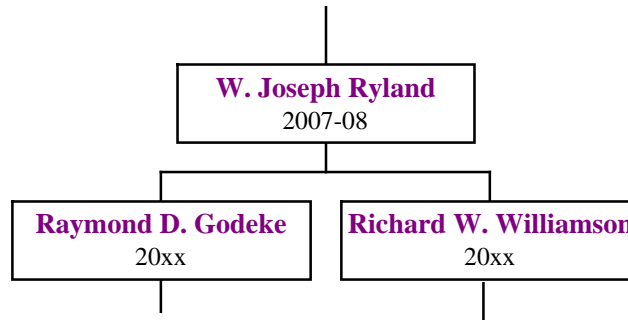 W. Joseph Ryland
2007-08
Raymond D. Godeke
20xx
Richard W. Williamson
20xx